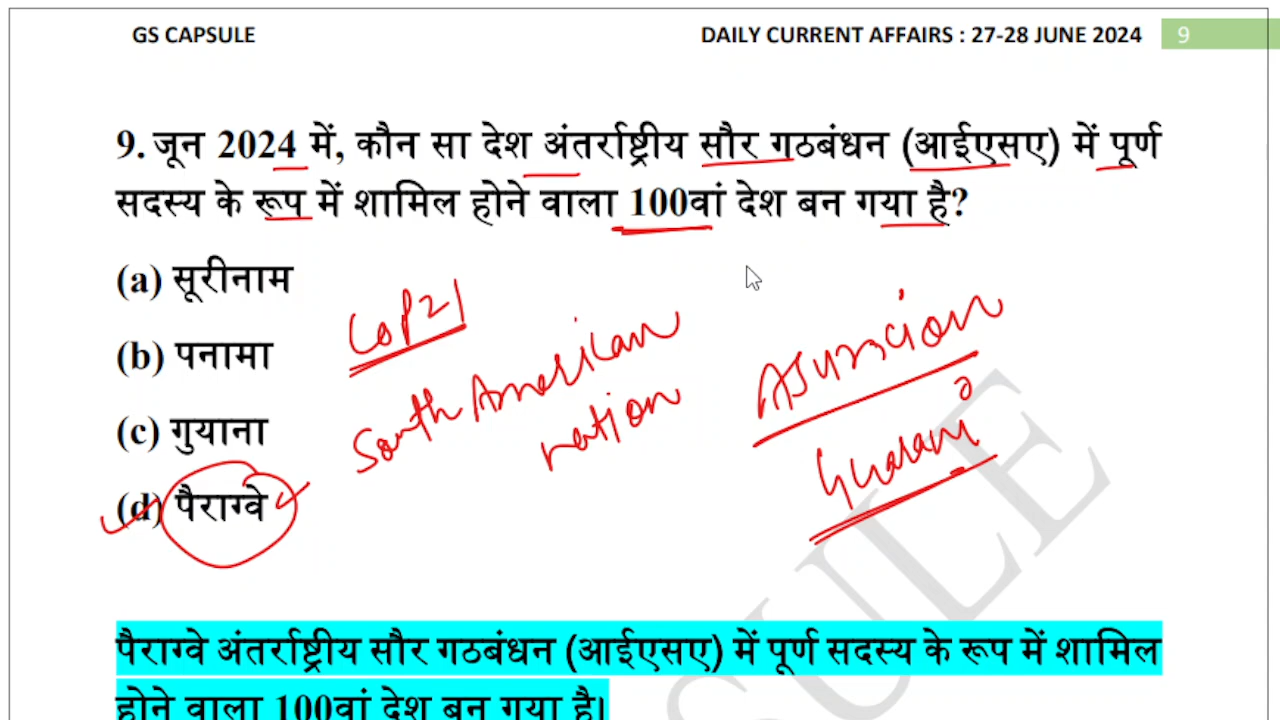 GS CAPSULE
DAILY CURRENT AFFAIRS : 27-28 JUNE 2024 9
9. जून 2024 में, कौन सा देश अंतर्राष्ट्रीय सौर गठबंधन (आईएसए) में पूर्ण
सदस्य के रूप में शामिल होने वाला 100वां देश बन गया है?
(a) सूरीनाम
(b) पनामा
(c) गुयाना
(d) पैराग्वे
COP21
South American
nation
Asuncion
Guarani
पैराग्वे अंतर्राष्ट्रीय सौर गठबंधन (आईएसए) में पूर्ण सदस्य के रूप में शामिल
होने वाला 100वां देश बन गया है।